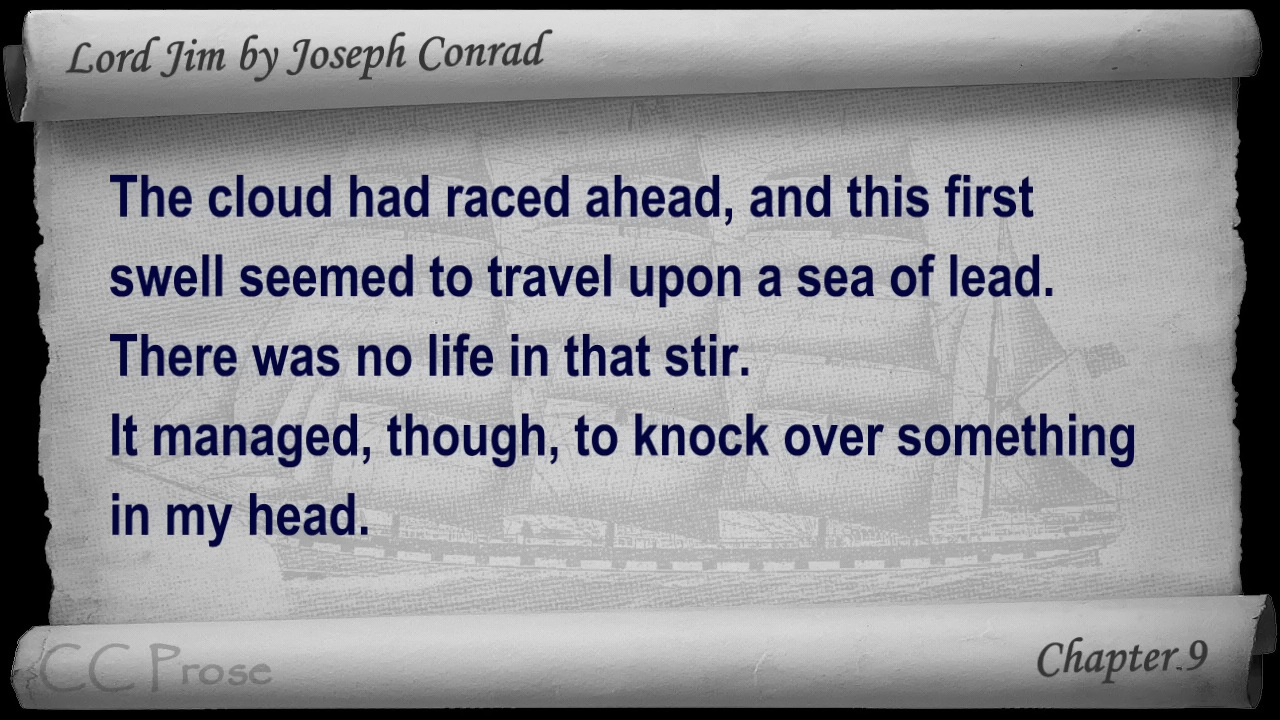 Lord Jim by Joseph Conrad
The cloud had raced ahead, and this first
swell seemed to travel upon a sea of lead.
There was no life in that stir.
It managed, though, to knock over something
in my head.
CC Prose
Chapter 9